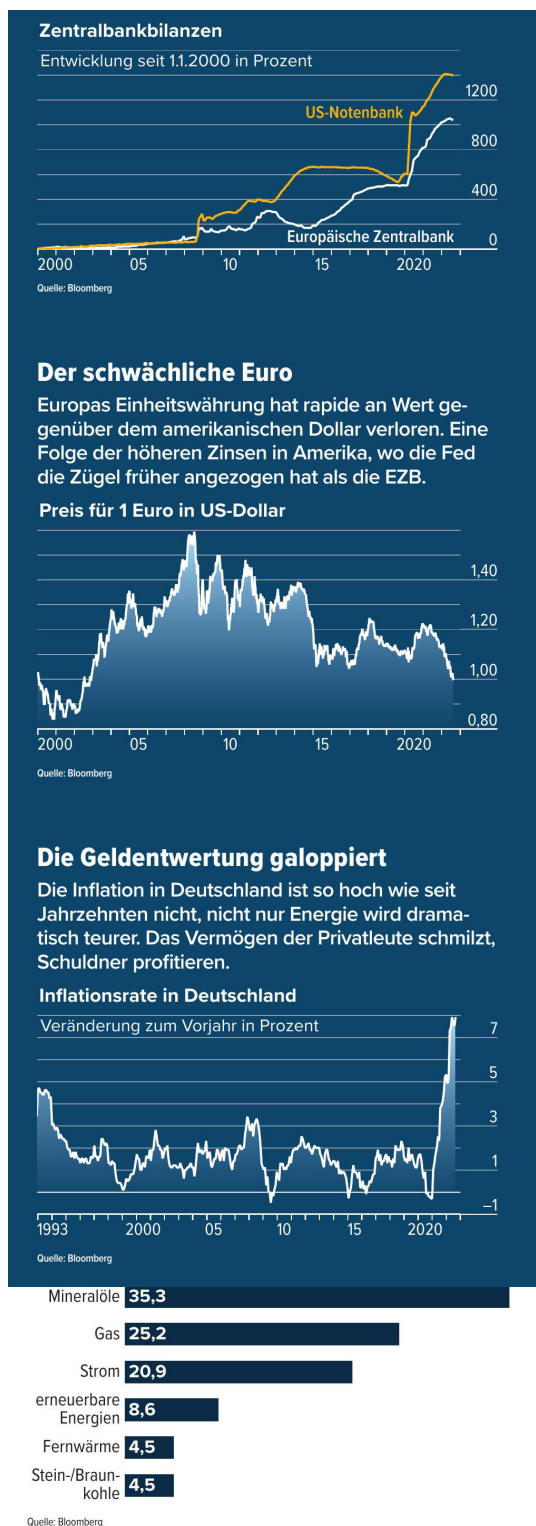 Zentralbankbilanzen
Entwicklung seit 1.1.2000 in Prozent
1200
US-Notenbank
800
400
Europäische Zentralbank
0
2000 05 10 15 2020
Quelle: Bloomberg
Der schwächliche Euro
Europas Einheitswährung hat rapide an Wert ge-
genüber dem amerikanischen Dollar verloren. Eine
Folge der höheren Zinsen in Amerika, wo die Fed
die Zügel früher angezogen hat als die EZB.
Preis für 1 Euro in US-Dollar
1,40
1,20
1,00
0,80
2000 05 10 15 2020
Quelle: Bloomberg
Die Geldentwertung galoppiert
Die Inflation in Deutschland ist so hoch wie seit
Jahrzehnten nicht, nicht nur Energie wird drama-
tisch teurer. Das Vermögen der Privatleute schmilzt,
Schuldner profitieren.
Inflationsrate in Deutschland
Veränderung zum Vorjahr in Prozent
7
5
3
1
–1
1993 2000 05 10 15 2020
Quelle: Bloomberg
Mineralöle 35,3
Gas 25,2
Strom 20,9
erneuerbare
Energien 8,6
Fernwärme 4,5
Stein-/Braun-
kohle 4,5
Quelle: Bloomberg